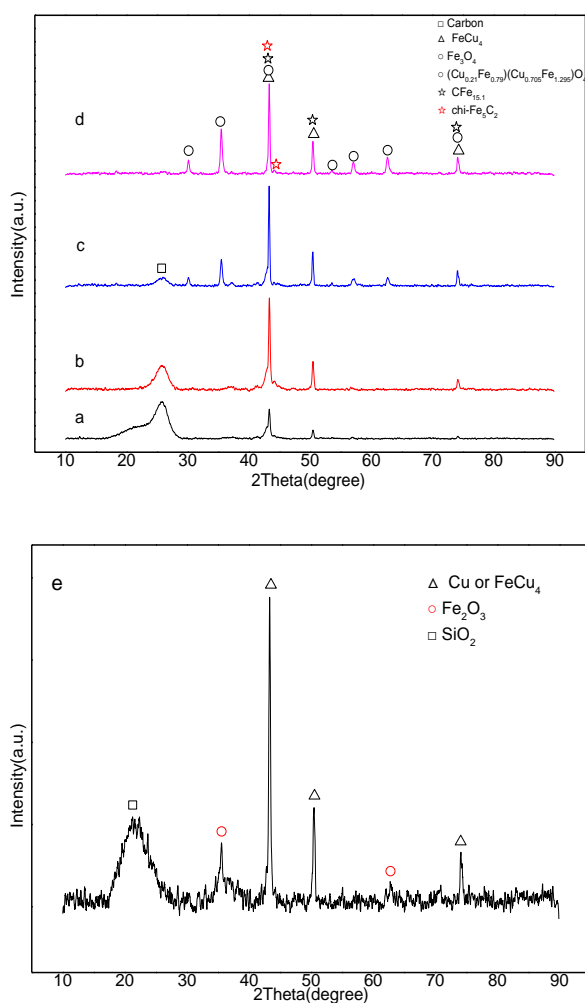 Carbon
FeCu4
Fe3O4
(Cu0.21Fe0.79)(Cu0.705Fe1.295)O4
CFe15.1
chi-Fe5C2
d
c
b
a
Intensity(a.u.)
10 20 30 40 50 60 70 80 90
2Theta(degree)
e
Cu or FeCu4
Fe2O3
SiO2
Intensity(a.u.)
10 20 30 40 50 60 70 80 90
2Theta(degree)